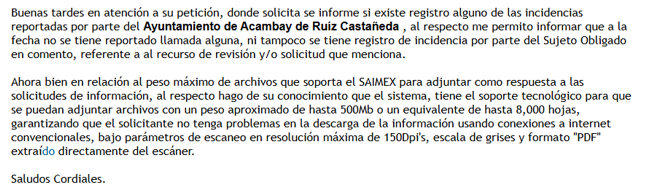 Buenas tardes en atención a su petición, donde solicita se informe si existe registro alguno de las incidencias
reportadas por parte del Ayuntamiento de Acambay de Ruíz Castañeda , al respecto me permito informar que a la
fecha no se tiene reportado llamada alguna, ni tampoco se tiene registro de incidencia por parte del Sujeto Obligado
en comento, referente a al recurso de revisión y/o solicitud que menciona.
Ahora bien en relación al peso máximo de archivos que soporta el SAIMEX para adjuntar como respuesta a las
solicitudes de información, al respecto hago de su conocimiento que el sistema, tiene el soporte tecnológico para que
se puedan adjuntar archivos con un peso aproximado de hasta 500Mb o un equivalente de hasta 8,000 hojas,
garantizando que el solicitante no tenga problemas en la descarga de la información usando conexiones a internet
convencionales, bajo parámetros de escaneo en resolución máxima de 150Dpi's, escala de grises y formato "PDF"
extraído directamente del escáner.
Saludos Cordiales.